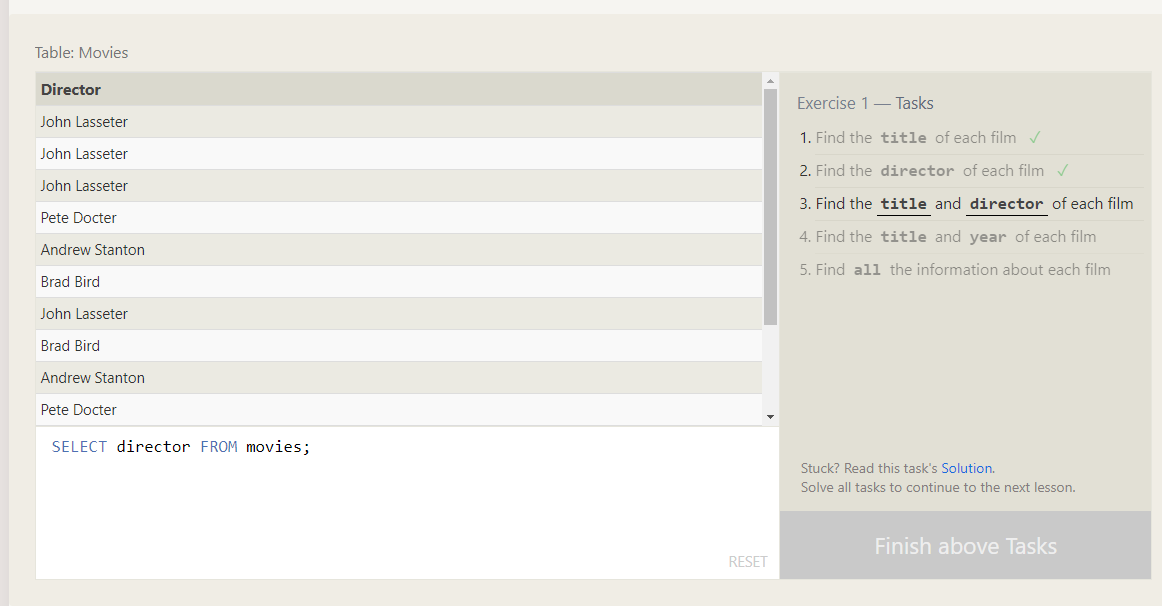 Table: Movies
Director
John Lasseter
John Lasseter
John Lasseter
Pete Docter
Andrew Stanton
Brad Bird
John Lasseter
Brad Bird
Andrew Stanton
Pete Docter
SELECT director FROM movies;
RESET
Exercise 1 — Tasks
1. Find the title of each film ✓
2. Find the director of each film ✓
3. Find the title and director of each film
4. Find the title and year of each film
5. Find all the information about each film
Stuck? Read this task's Solution.
Solve all tasks to continue to the next lesson.
Finish above Tasks